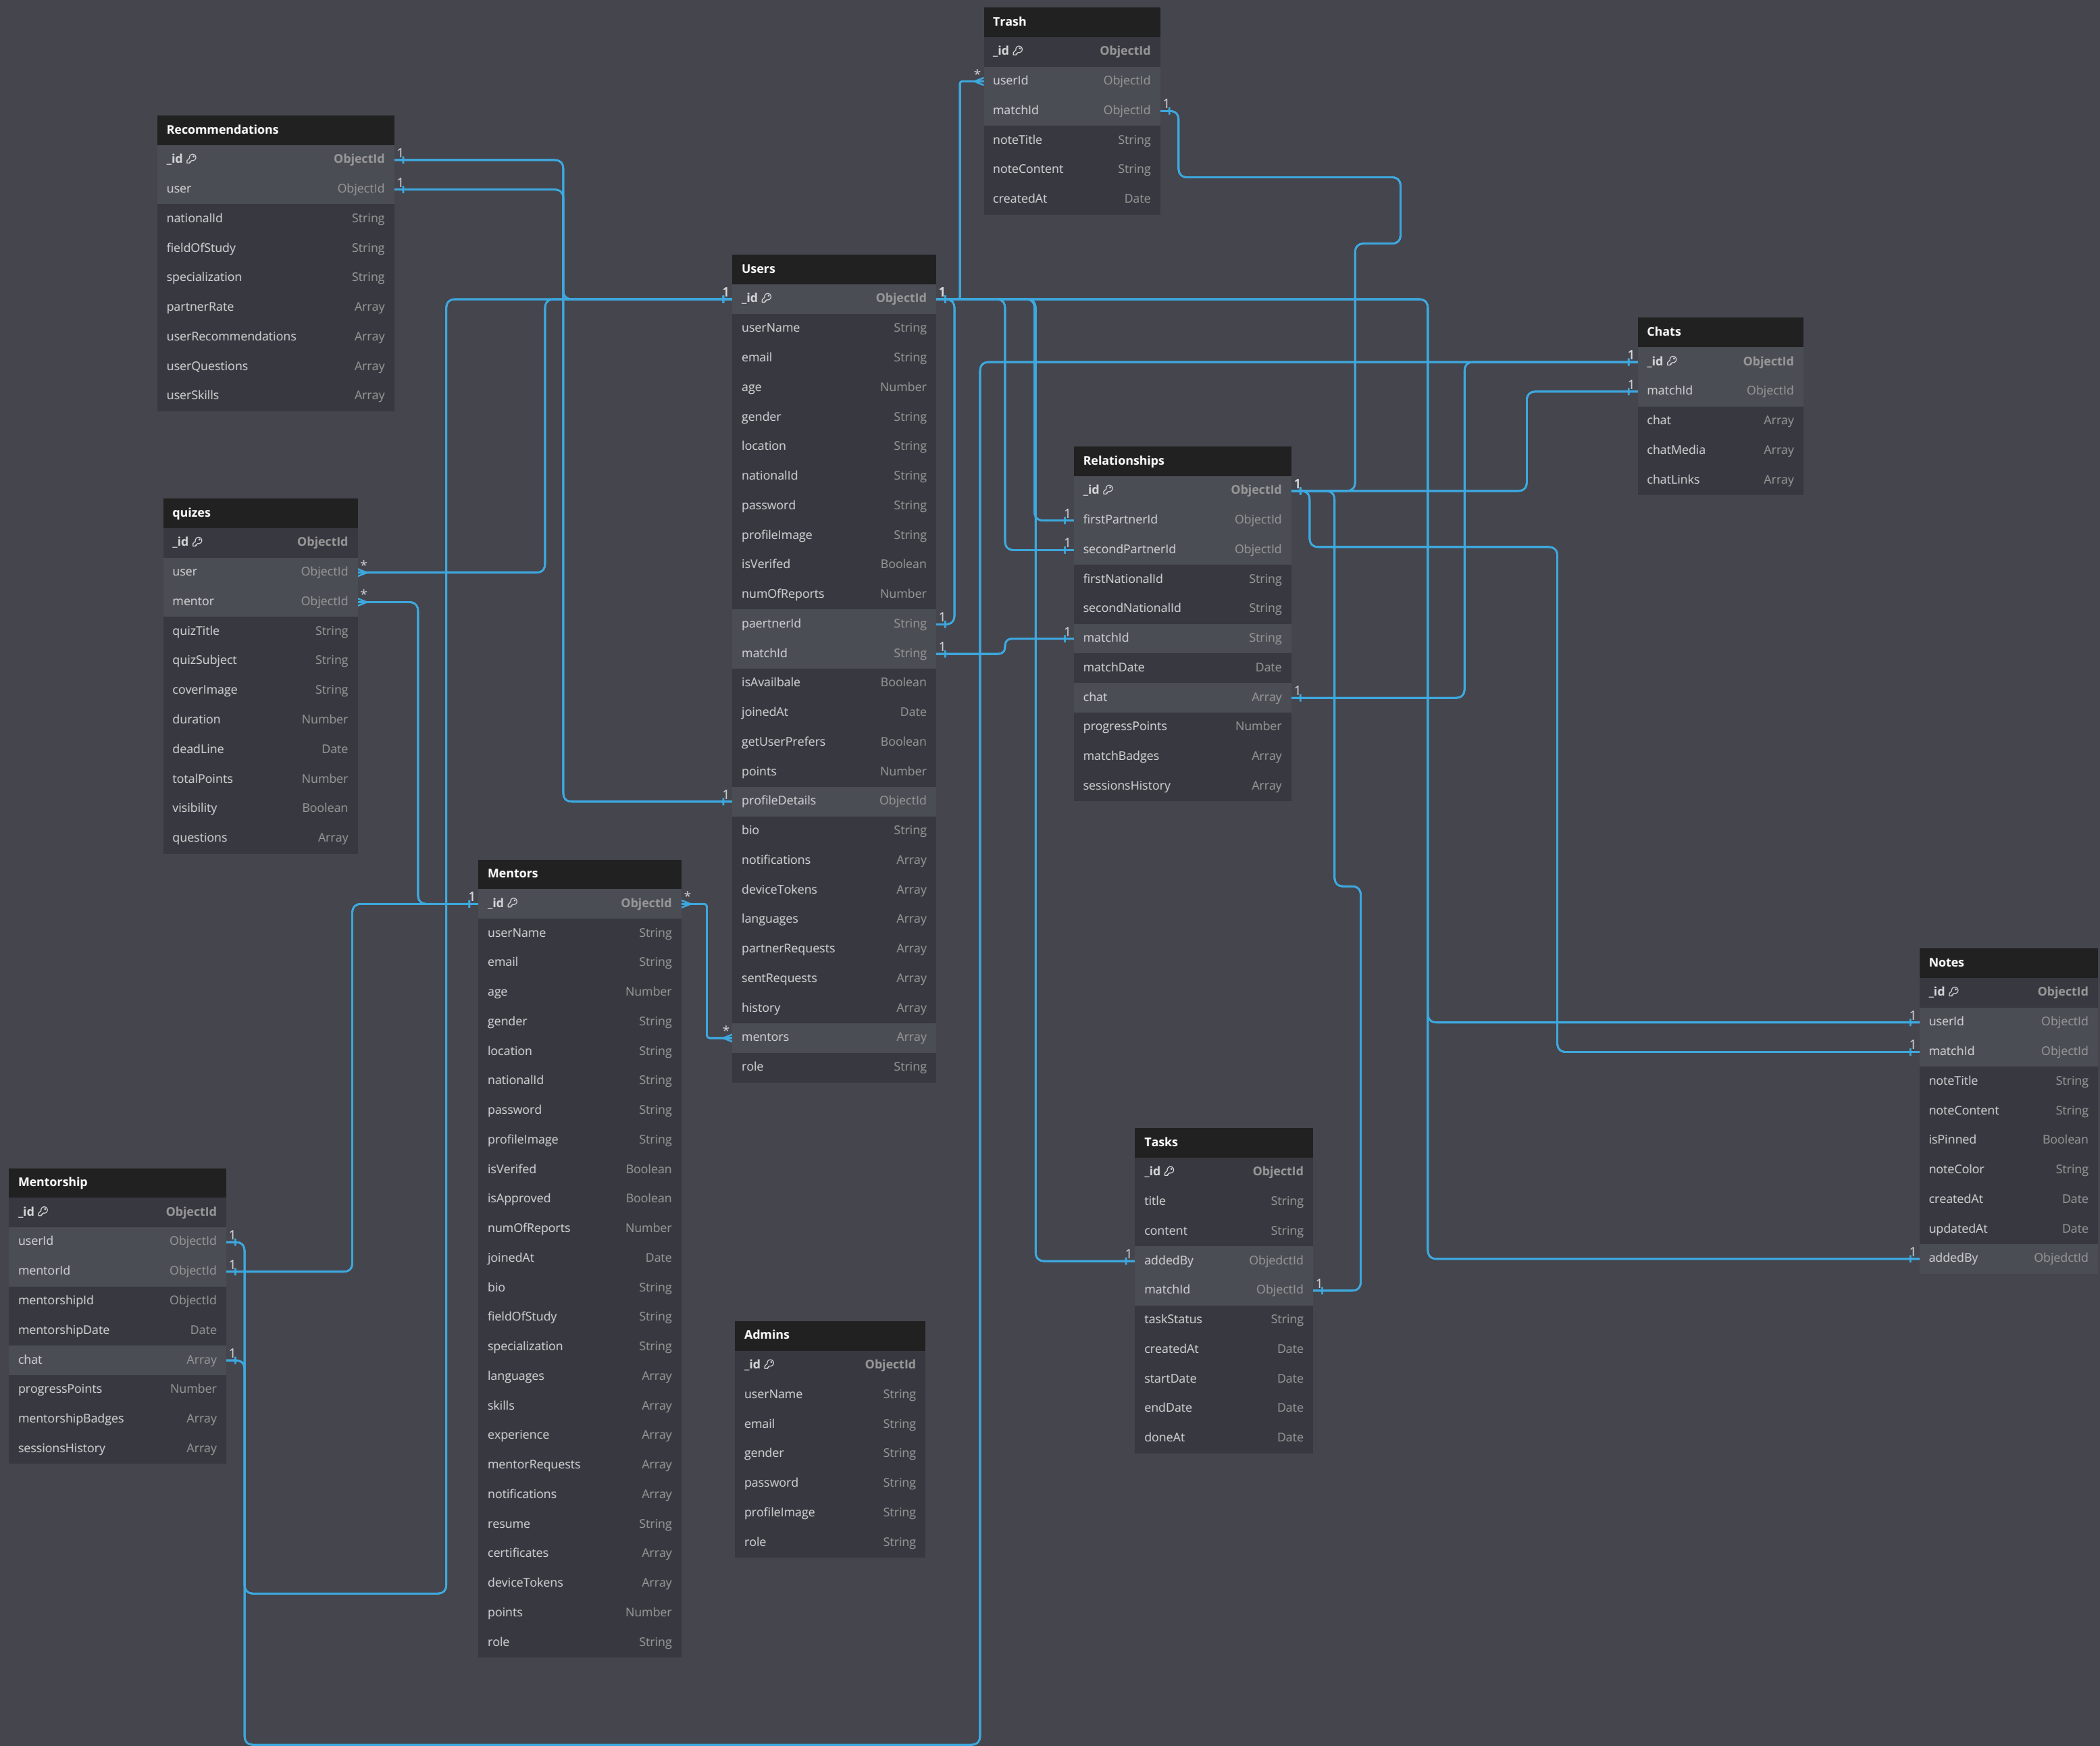 Trash
_id ObjectId
userId ObjectId
matchId ObjectId
noteTitle String
noteContent String
createdAt Date
Recommendations
_id ObjectId
user ObjectId
nationalId String
fieldOfStudy String
specialization String
partnerRate Array
userRecommendations Array
userQuestions Array
userSkills Array
Users
_id ObjectId
userName String
email String
age Number
gender String
location String
nationalId String
password String
profileImage String
isVerifed Boolean
numOfReports Number
paertnerId String
matchId String
isAvailbale Boolean
joinedAt Date
getUserPrefers Boolean
points Number
profileDetails ObjectId
bio String
notifications Array
deviceTokens Array
languages Array
partnerRequests Array
sentRequests Array
history Array
mentors Array
role String
Chats
_id ObjectId
matchId ObjectId
chat Array
chatMedia Array
chatLinks Array
Relationships
_id ObjectId
firstPartnerId ObjectId
secondPartnerId ObjectId
firstNationalId String
secondNationalId String
matchId String
matchDate Date
chat Array
progressPoints Number
matchBadges Array
sessionsHistory Array
quizes
_id ObjectId
user ObjectId
mentor ObjectId
quizTitle String
quizSubject String
coverImage String
duration Number
deadLine Date
totalPoints Number
visibility Boolean
questions Array
Mentors
_id ObjectId
userName String
email String
age Number
gender String
location String
nationalId String
password String
profileImage String
isVerifed Boolean
isApproved Boolean
numOfReports Number
joinedAt Date
bio String
fieldOfStudy String
specialization String
languages Array
skills Array
experience Array
mentorRequests Array
notifications Array
resume String
certificates Array
deviceTokens Array
points Number
role String
Notes
_id ObjectId
userId ObjectId
matchId ObjectId
noteTitle String
noteContent String
isPinned Boolean
noteColor String
createdAt Date
updatedAt Date
addedBy ObjedctId
Tasks
_id ObjectId
title String
content String
addedBy ObjedctId
matchId ObjectId
taskStatus String
createdAt Date
startDate Date
endDate Date
doneAt Date
Mentorship
_id ObjectId
userId ObjectId
mentorId ObjectId
mentorshipId ObjectId
mentorshipDate Date
chat Array
progressPoints Number
mentorshipBadges Array
sessionsHistory Array
Admins
_id ObjectId
userName String
email String
gender String
password String
profileImage String
role String